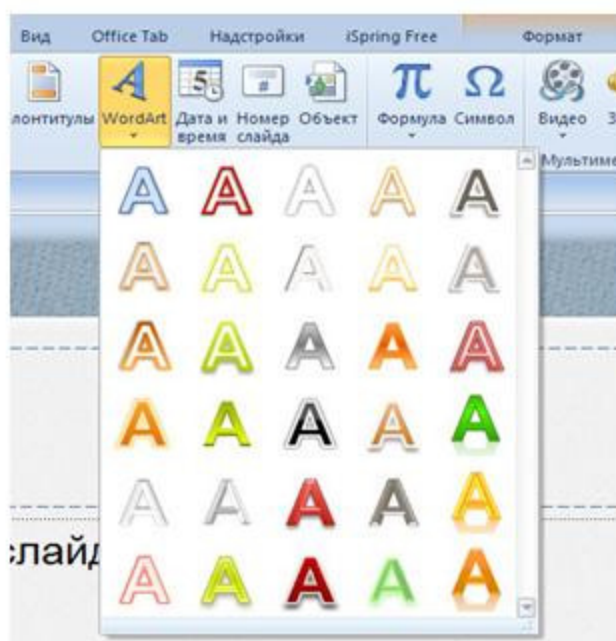 Вид Office Tab Надстройки iSpring Free Формат
лонтитулы WordArt Дата и время Номер слайда Объект Формула Символ Видео З
Мультиме
A A A A A
A A A A A
A A A A A
A A A A A
A A A A A
A A A A A
слайд